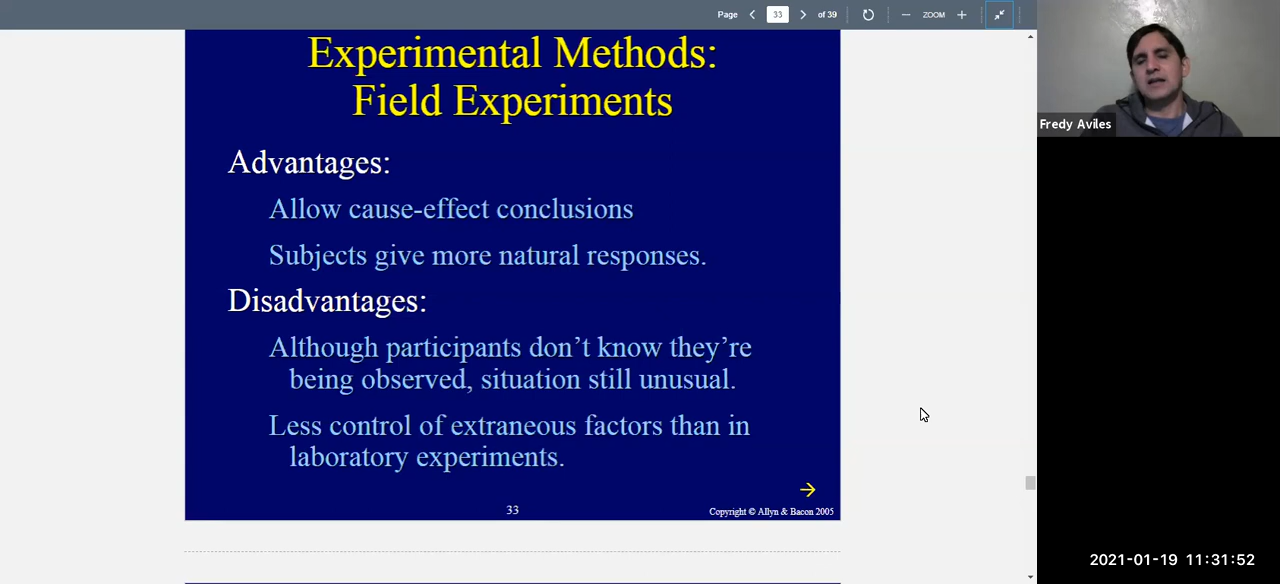 Page 33 of 39 ZOOM
Experimental Methods:
Field Experiments
Advantages:
Allow cause-effect conclusions
Subjects give more natural responses.
Disadvantages:
Although participants don't know they're
being observed, situation still unusual.
Less control of extraneous factors than in
laboratory experiments.
33
Copyright © Allyn & Bacon 2005
Fredy Aviles
2021-01-19 11:31:52